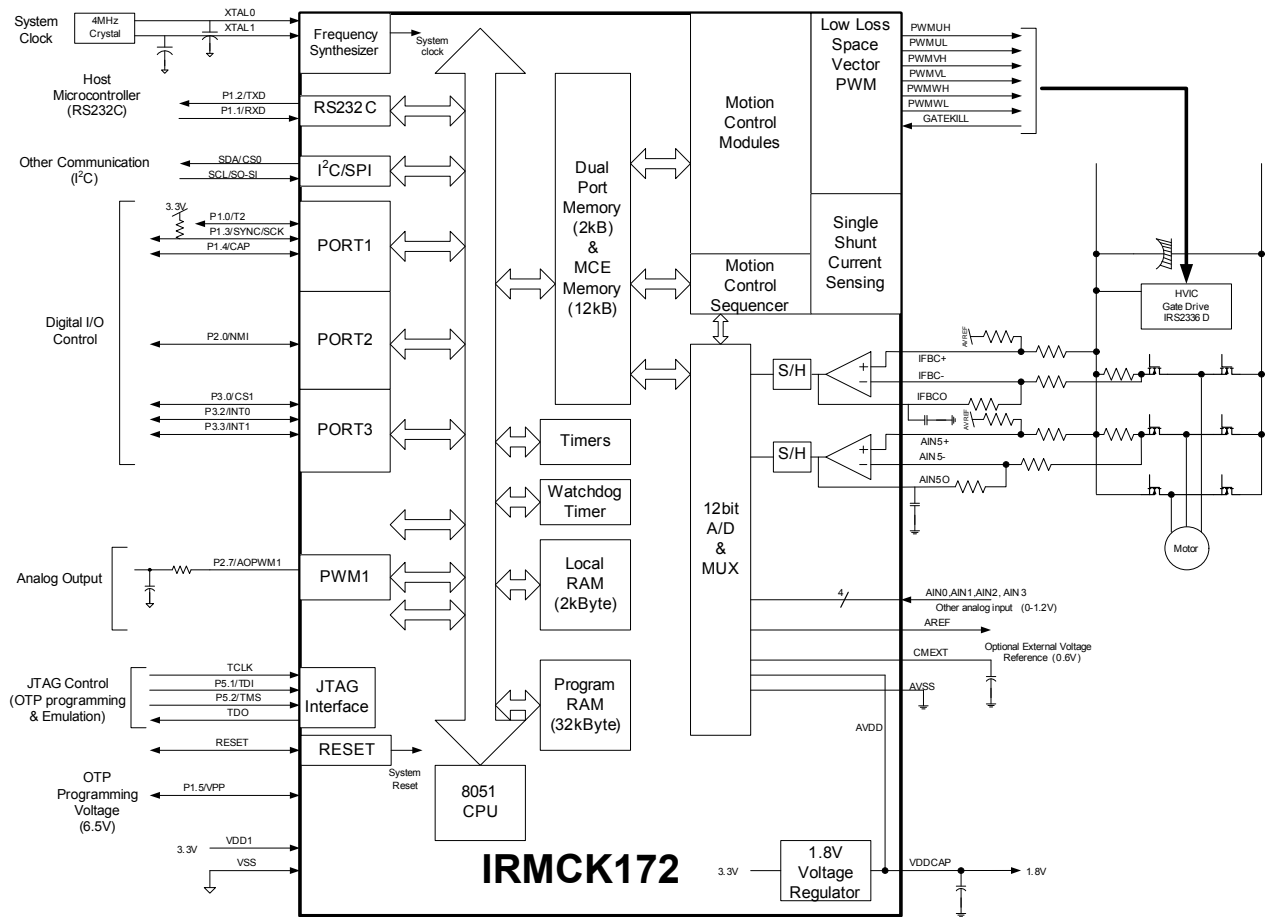 System
Clock
4MHz
Crystal
XTAL0
XTAL1
Frequency
Synthesizer
System
clock
Host
Microcontroller
(RS232C)
P1.2/TXD
P1.1/RXD
RS232C
Other Communication
(I²C)
SDA/CS0
SCL/SO-SI
I²C/SPI
Digital I/O
Control
3.3V
P1.0/T2
P1.3/SYNC/SCK
P1.4/CAP
PORT1
P2.0/NMI
PORT2
P3.0/CS1
P3.2/INT0
P3.3/INT1
PORT3
Analog Output
P2.7/AOPWM1
PWM1
JTAG Control
(OTP programming
& Emulation)
TCLK
P5.1/TDI
P5.2/TMS
TDO
JTAG
Interface
RESET
RESET
System
Reset
OTP
Programming
Voltage
(6.5V)
P1.5/VPP
3.3V
VDD1
VSS
8051
CPU
Dual
Port
Memory
(2kB)
&
MCE
Memory
(12kB)
Timers
Watchdog
Timer
Local
RAM
(2kByte)
Program
RAM
(32kByte)
Motion
Control
Modules
Motion
Control
Sequencer
Low Loss
Space
Vector
PWM
Single
Shunt
Current
Sensing
PWMUH
PWMUL
PWMVH
PWMVL
PWMWH
PWMWL
GATEKILL
HVIC
Gate Drive
IRS2336 D
S/H
+
−
AVREF
IFBC+
IFBC-
IFBCO
S/H
+
−
AVREF
AIN5+
AIN5-
AIN5O
Motor
12bit
A/D
&
MUX
4
AIN0,AIN1,AIN2, AIN 3
Other analog input (0-1.2V)
AREF
Optional External Voltage
Reference (0.6V)
CMEXT
AVSS
AVDD
IRMCK172
3.3V
1.8V
Voltage
Regulator
VDDCAP
1.8V